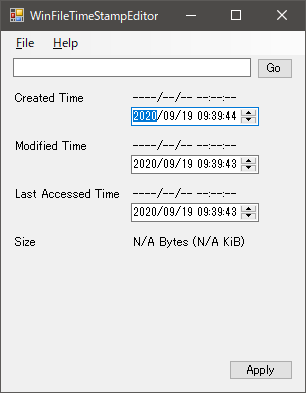 WinFileTimeStampEditor
File Help
Go
Created Time ----/--/-- --:--:--
2020/09/19 09:39:44
Modified Time ----/--/-- --:--:--
2020/09/19 09:39:43
Last Accessed Time ----/--/-- --:--:--
2020/09/19 09:39:43
Size N/A Bytes (N/A KiB)
Apply